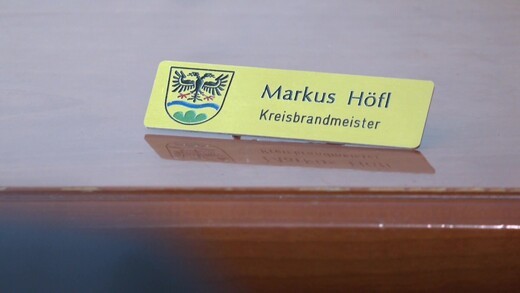 Markus Höfl
Kreisbrandmeister